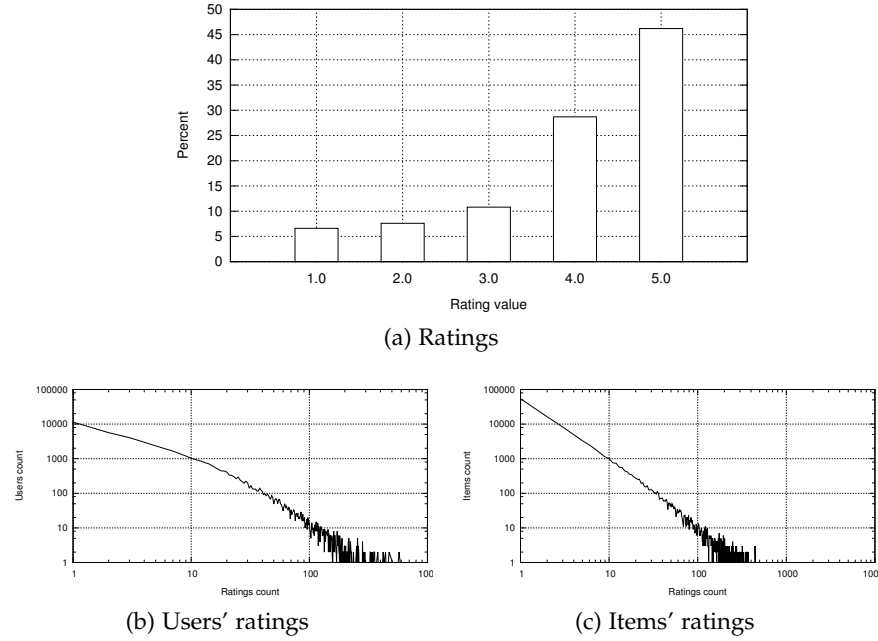 50
45
40
35
30
25
20
15
10
5
0
Percent
1.0 2.0 3.0 4.0 5.0
Rating value
(a) Ratings
100000
10000
1000
100
10
1
Users count
1 10 100 100
Ratings count
(b) Users’ ratings
100000
10000
1000
100
10
1
Items count
1 10 100 1000 100
Ratings count
(c) Items’ ratings